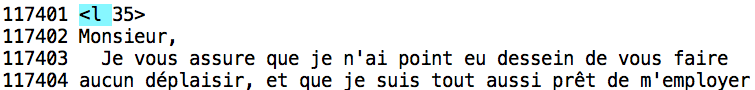 117401 <l 35>
117402 Monsieur,
117403   Je vous assure que je n'ai point eu dessein de vous faire
117404 aucun déplaisir, et que je suis tout aussi prêt de m'employer